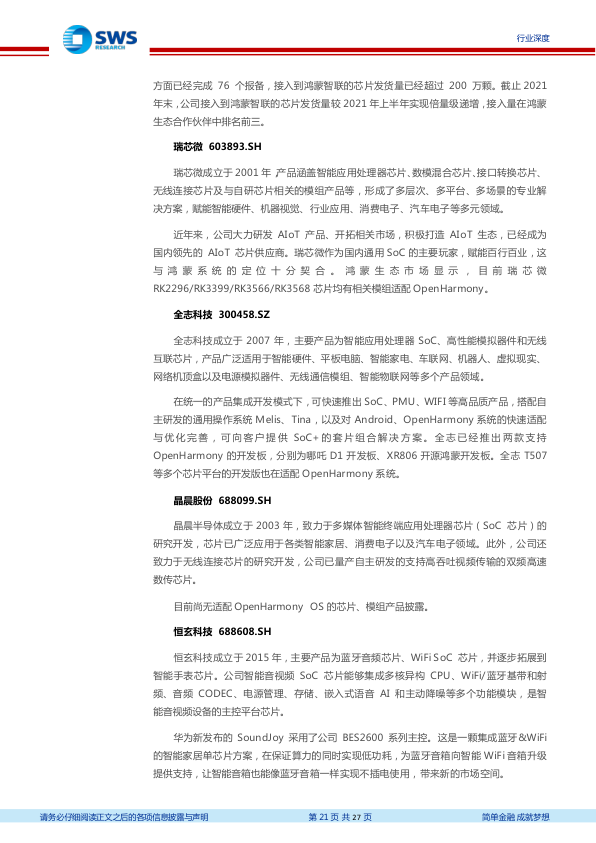 SWS
RESEARCH
行业深度
方面已经完成 76 个报备，接入到鸿蒙智联的芯片发货量已经超过 200 万颗。截止 2021
年末，公司接入到鸿蒙智联的芯片发货量较 2021 年上半年实现倍量级递增，接入量在鸿蒙
生态合作伙伴中排名前三。
瑞芯微 603893.SH
瑞芯微成立于 2001 年，产品涵盖智能应用处理器芯片、数模混合芯片、接口转换芯片、
无线连接芯片及与自研芯片相关的模组产品等，形成了多层次、多平台、多场景的专业解
决方案，赋能智能硬件、机器视觉、行业应用、消费电子、汽车电子等多元领域。
近年来，公司大力研发 AIoT 产品、开拓相关市场，积极打造 AIoT 生态，已经成为
国内领先的 AIoT 芯片供应商。瑞芯微作为国内通用 SoC 的主要玩家，赋能百行百业，这
与鸿蒙系统的定位十分契合。鸿蒙生态市场显示，目前瑞芯微
RK2296/RK3399/RK3566/RK3568 芯片均有相关模组适配 OpenHarmony。
全志科技 300458.SZ
全志科技成立于 2007 年，主要产品为智能应用处理器 SoC、高性能模拟器件和无线
互联芯片，产品广泛适用于智能硬件、平板电脑、智能家电、车联网、机器人、虚拟现实、
网络机顶盒以及电源模拟器件、无线通信模组、智能物联网等多个产品领域。
在统一的产品集成开发模式下，可快速推出 SoC、PMU、WIFI 等高品质产品，搭配自
主研发的通用操作系统 Melis、Tina，以及对 Android、OpenHarmony 系统的快速适配
与优化完善，可向客户提供 SoC+的套片组合解决方案。全志已经推出两款支持
OpenHarmony 的开发板，分别为哪吒 D1 开发板、XR806 开源鸿蒙开发板。全志 T507
等多个芯片平台的开发版也在适配 OpenHarmony 系统。
晶晨股份 688099.SH
晶晨半导体成立于 2003 年，致力于多媒体智能终端应用处理器芯片（SoC 芯片）的
研究开发，芯片已广泛应用于各类智能家居、消费电子以及汽车电子领域。此外，公司还
致力于无线连接芯片的研究开发，公司已量产自主研发的支持高吞吐视频传输的双频高速
数传芯片。
目前尚无适配 OpenHarmony OS 的芯片、模组产品披露。
恒玄科技 688608.SH
恒玄科技成立于 2015 年，主要产品为蓝牙音频芯片、WiFi SoC 芯片，并逐步拓展到
智能手表芯片。公司智能音视频 SoC 芯片能够集成多核异构 CPU、WiFi/蓝牙基带和射
频、音频 CODEC、电源管理、存储、嵌入式语音 AI 和主动降噪等多个功能模块，是智
能音视频设备的主控平台芯片。
华为新发布的 SoundJoy 采用了公司 BES2600 系列主控。这是一颗集成蓝牙&WiFi
的智能家居单芯片方案，在保证算力的同时实现低功耗，为蓝牙音箱向智能 WiFi 音箱升级
提供支持，让智能音箱也能像蓝牙音箱一样实现不插电使用，带来新的市场空间。
请务必仔细阅读正文之后的各项信息披露与声明 第 21 页 共 27 页 简单金融 成就梦想